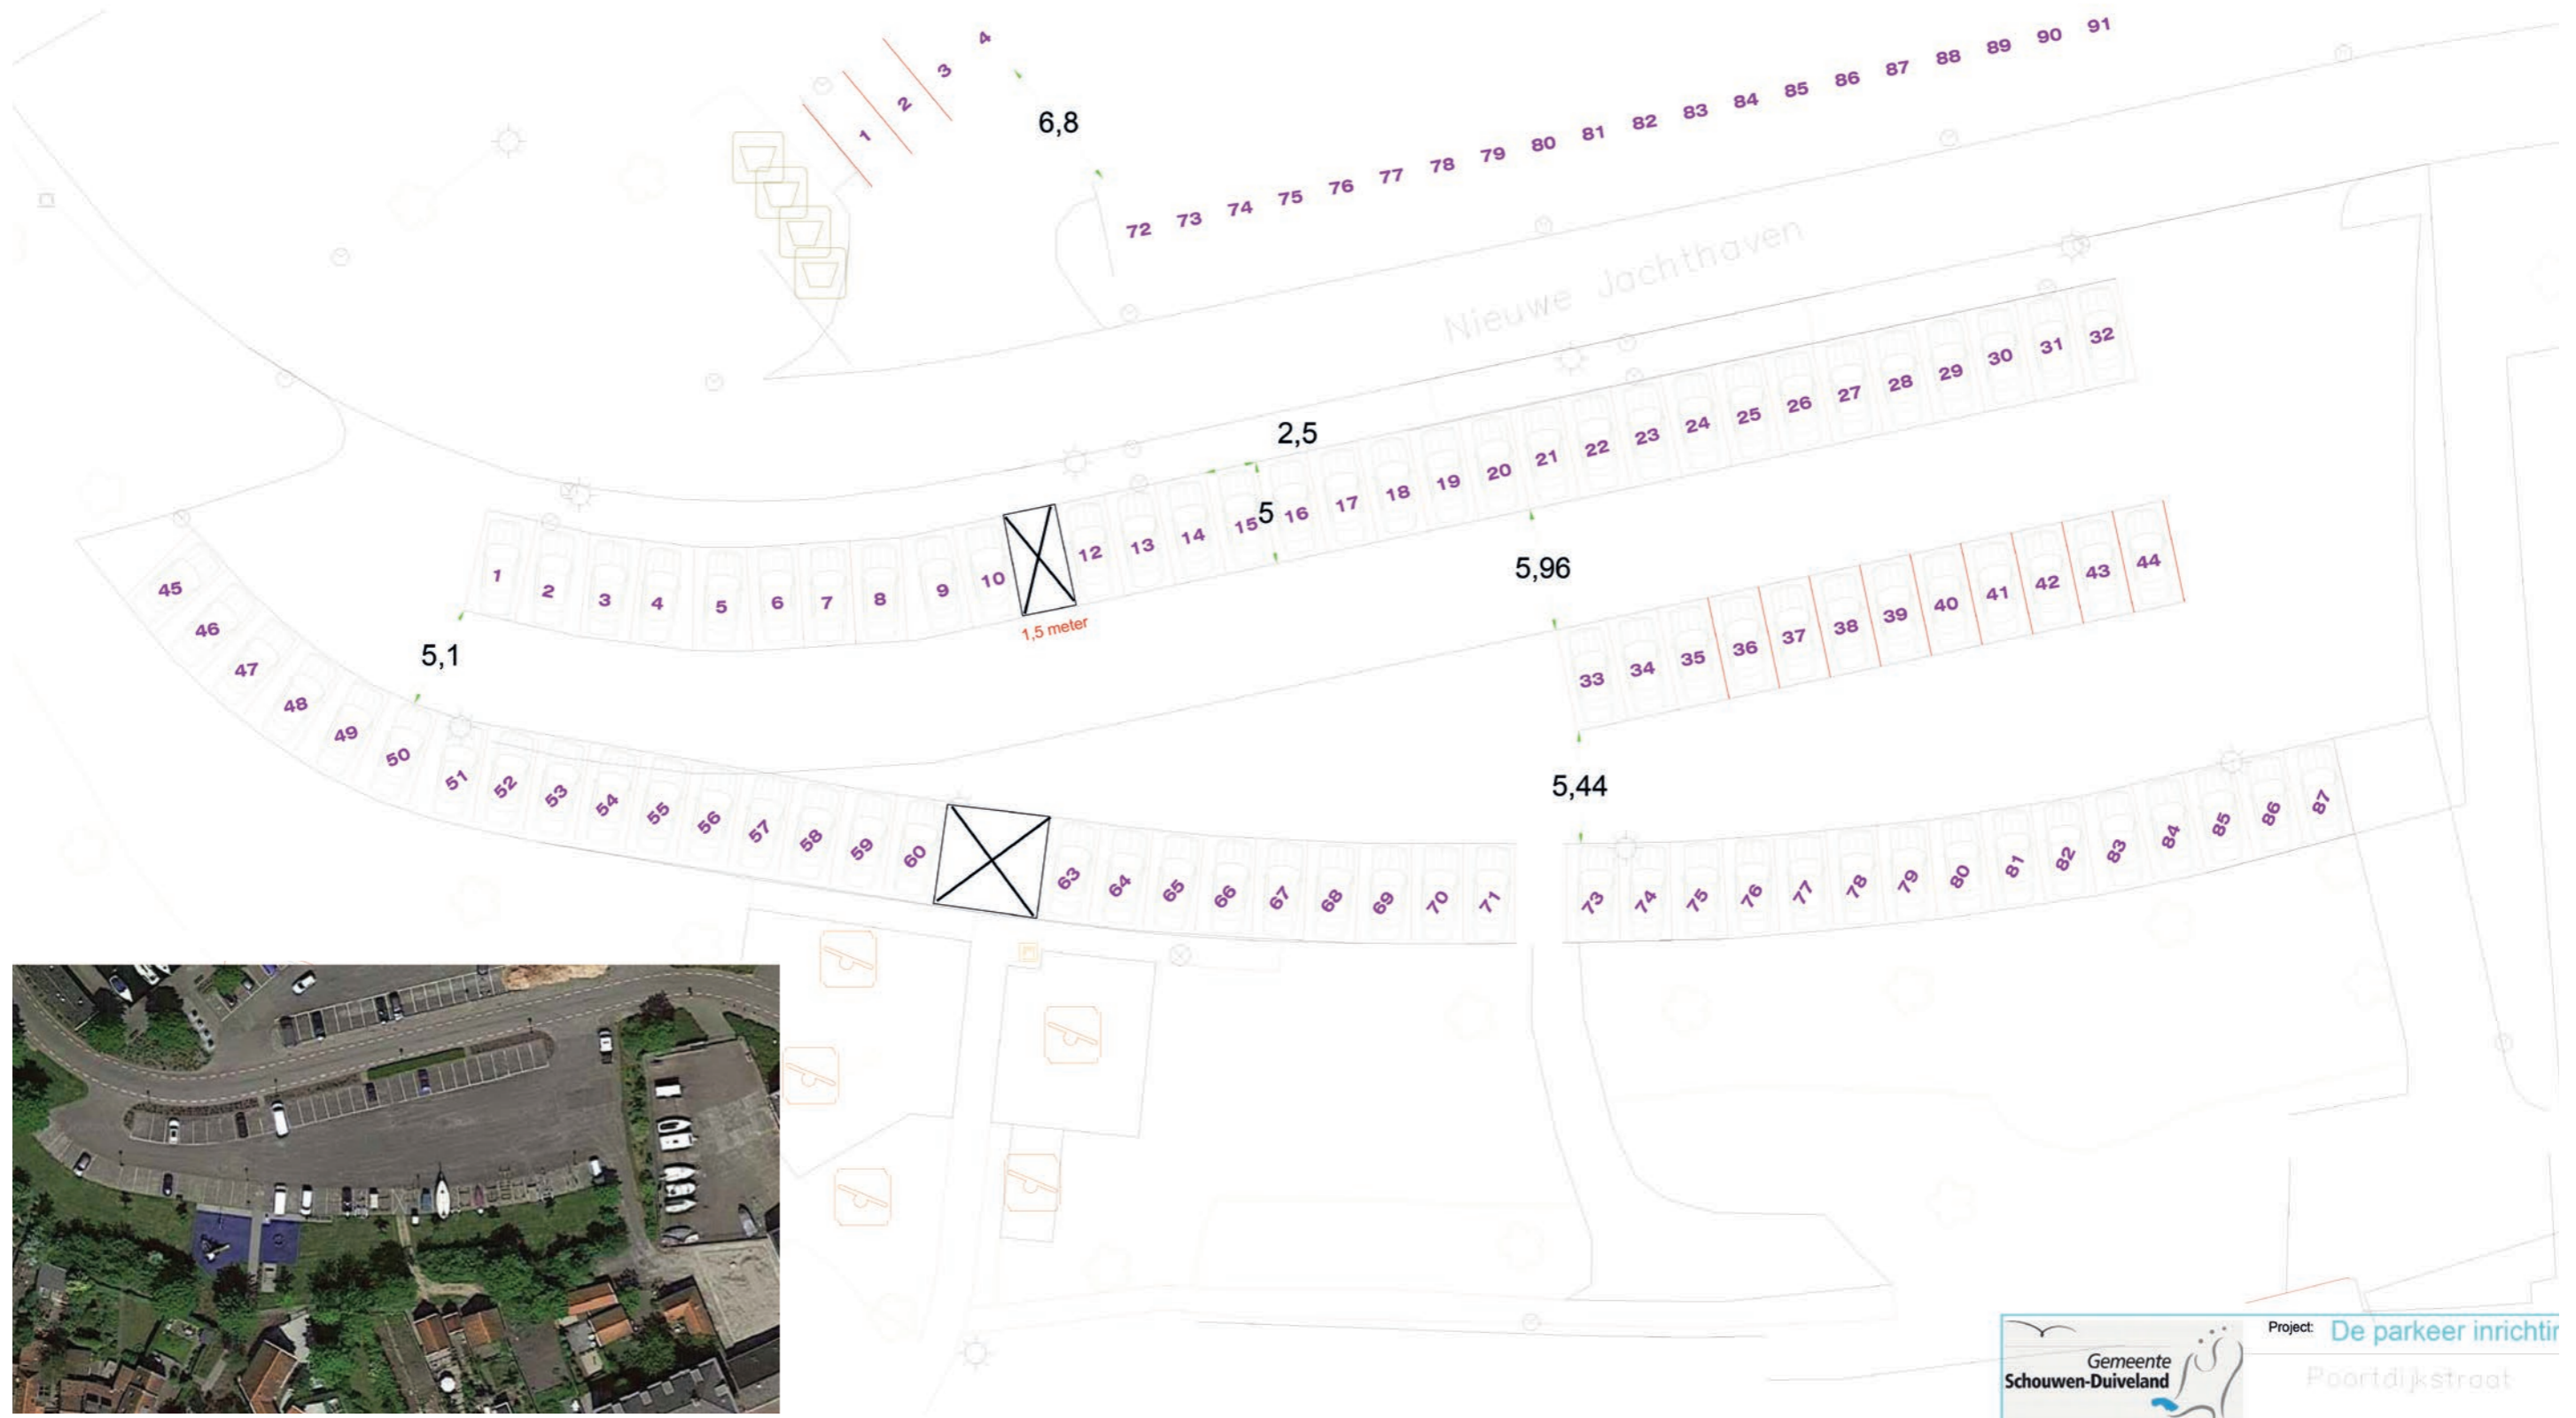 1 2 3 4
6,8
72 73 74 75 76 77 78 79 80 81 82 83 84 85 86 87 88 89 90 91
Nieuwe Jachthaven
2,5
5
1 2 3 4 5 6 7 8 9 10 12 13 14 15 16 17 18 19 20 21 22 23 24 25 26 27 28 29 30 31 32
1,5 meter
5,96
5,1
33 34 35 36 37 38 39 40 41 42 43 44
5,44
45 46 47 48 49 50 51 52 53 54 55 56 57 58 59 60 63 64 65 66 67 68 69 70 71 73 74 75 76 77 78 79 80 81 82 83 84 85 86 87
Gemeente
Schouwen-Duiveland
Project: De parkeer inrichtin
Poortdijkstraat